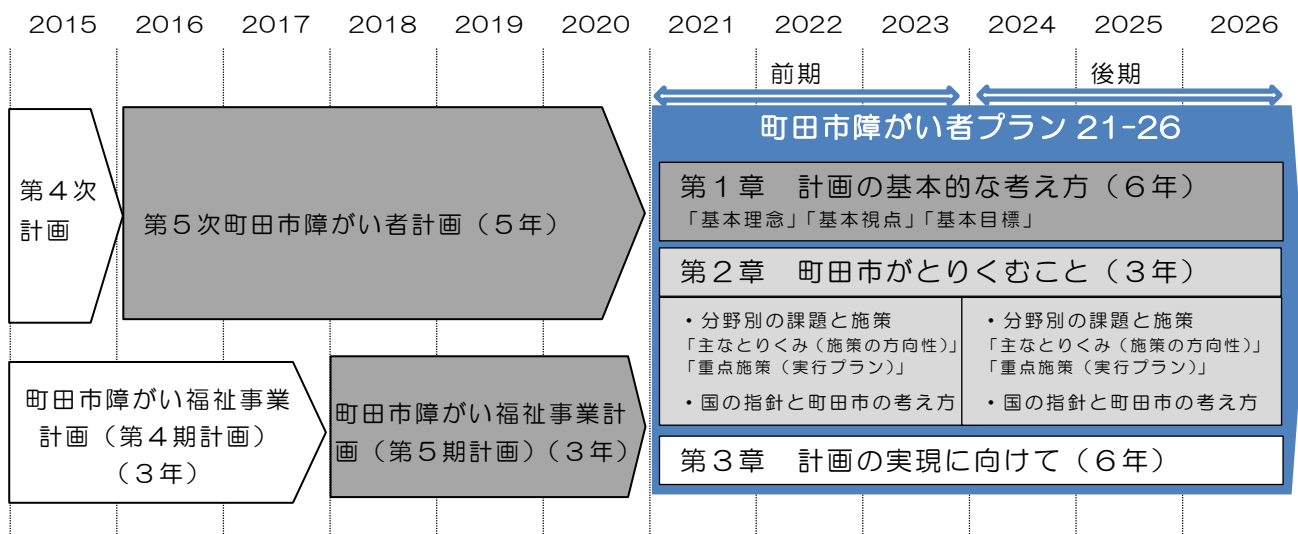 2015 2016 2017 2018 2019 2020 2021 2022 2023 2024 2025 2026
前期 後期
町田市障がい者プラン 21-26
第４次
計画
第５次町田市障がい者計画（５年）
町田市障がい福祉事業
計画（第４期計画）
（３年）
町田市障がい福祉事業計
画（第５期計画）（３年）
第１章　計画の基本的な考え方（６年）
「基本理念」「基本視点」「基本目標」
第２章　町田市がとりくむこと（３年）
・分野別の課題と施策
「主なとりくみ（施策の方向性）」
「重点施策（実行プラン）」
・国の指針と町田市の考え方
・分野別の課題と施策
「主なとりくみ（施策の方向性）」
「重点施策（実行プラン）」
・国の指針と町田市の考え方
第３章　計画の実現に向けて（６年）